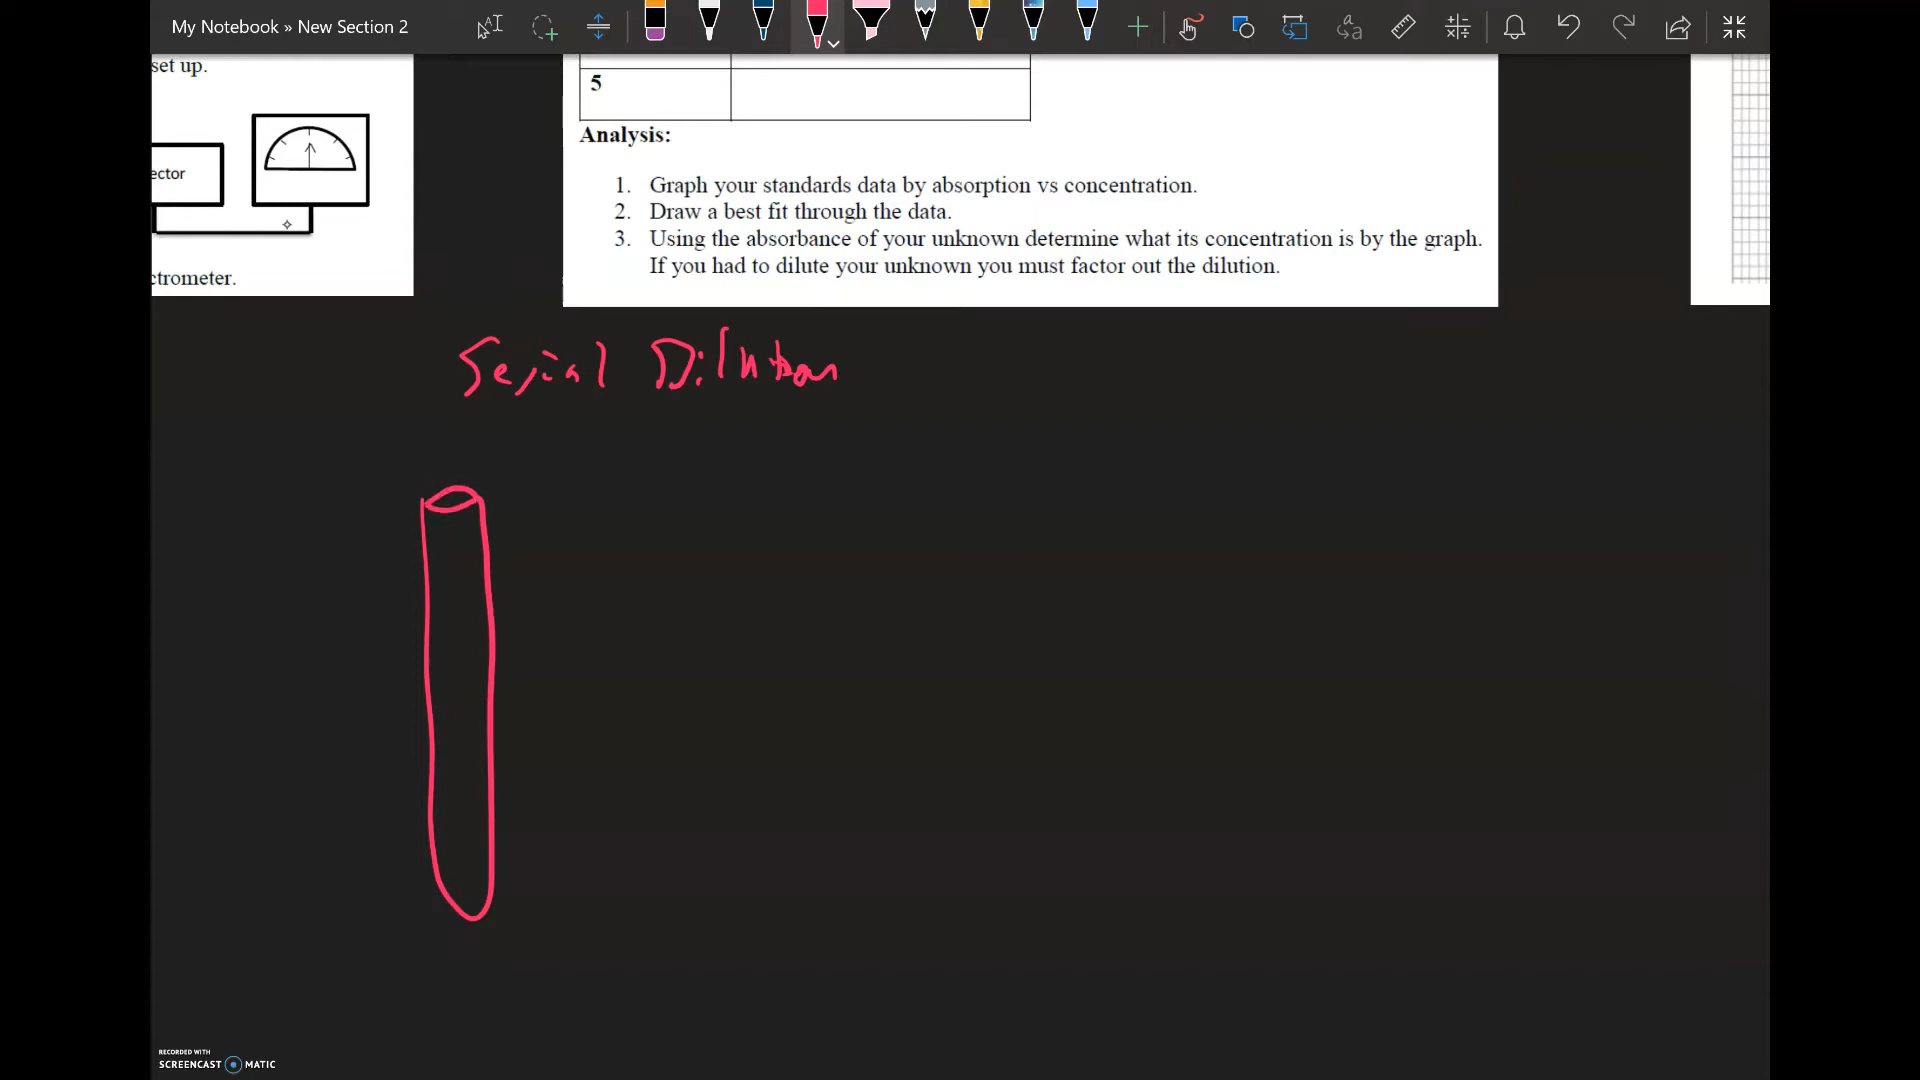 My Notebook » New Section 2
set up.
ector
ctrometer.
5
Analysis:
1. Graph your standards data by absorption vs concentration.
2. Draw a best fit through the data.
3. Using the absorbance of your unknown determine what its concentration is by the graph.
If you had to dilute your unknown you must factor out the dilution.
Serial Dilution
RECORDED WITH
SCREENCAST MATIC